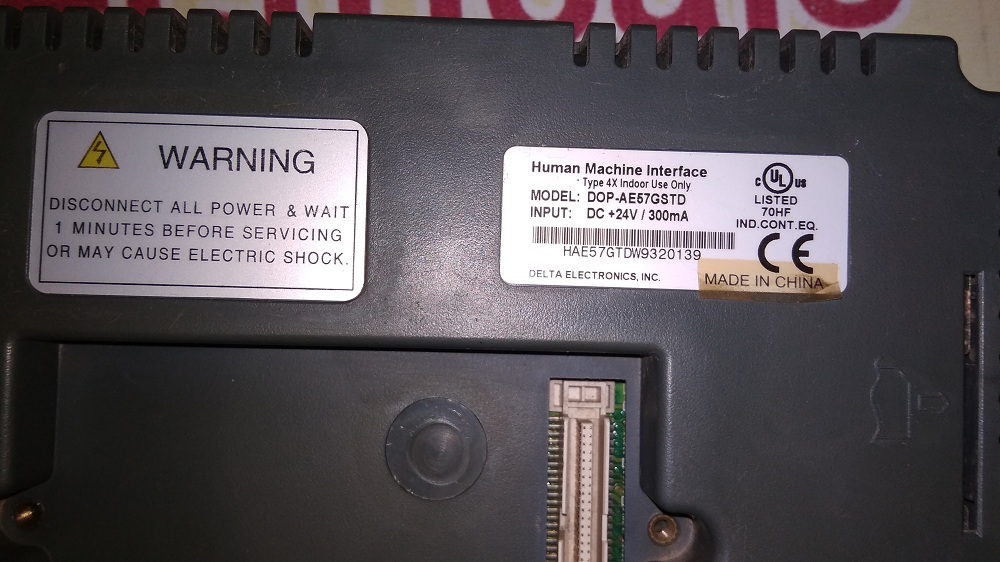 WARNING
DISCONNECT ALL POWER & WAIT
1 MINUTES BEFORE SERVICING
OR MAY CAUSE ELECTRIC SHOCK.
Human Machine Interface
Type 4X Indoor Use Only
MODEL: DOP-AE57GSTD
INPUT: DC +24V / 300mA
HAE57GTDW9320139
DELTA ELECTRONICS, INC.
C UL US
LISTED
70HF
IND.CONT.EQ.
CE
MADE IN CHINA